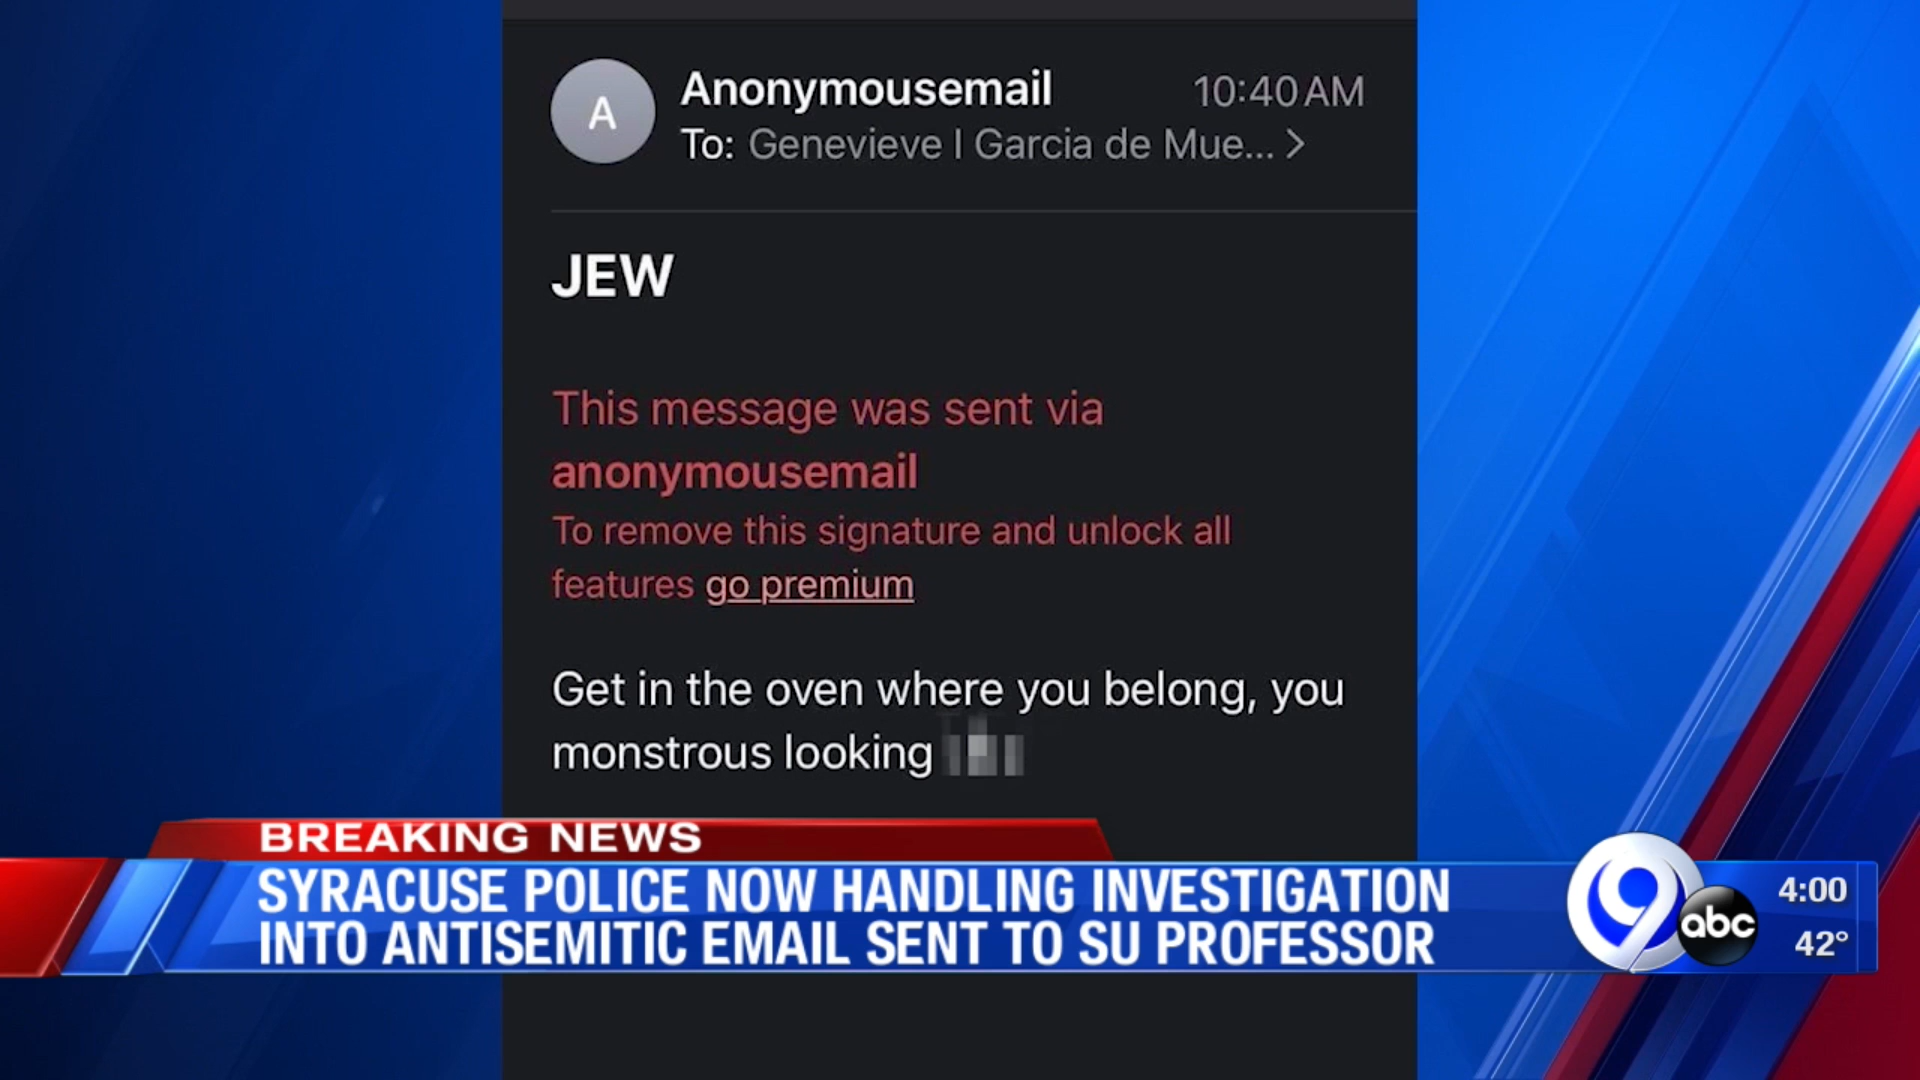 A
Anonymousemail 10:40 AM
To: Genevieve I Garcia de Mue... >
JEW
This message was sent via
anonymousemail
To remove this signature and unlock all
features go premium
Get in the oven where you belong, you
monstrous looking
BREAKING NEWS
SYRACUSE POLICE NOW HANDLING INVESTIGATION
INTO ANTISEMITIC EMAIL SENT TO SU PROFESSOR
9 abc
4:00
42°